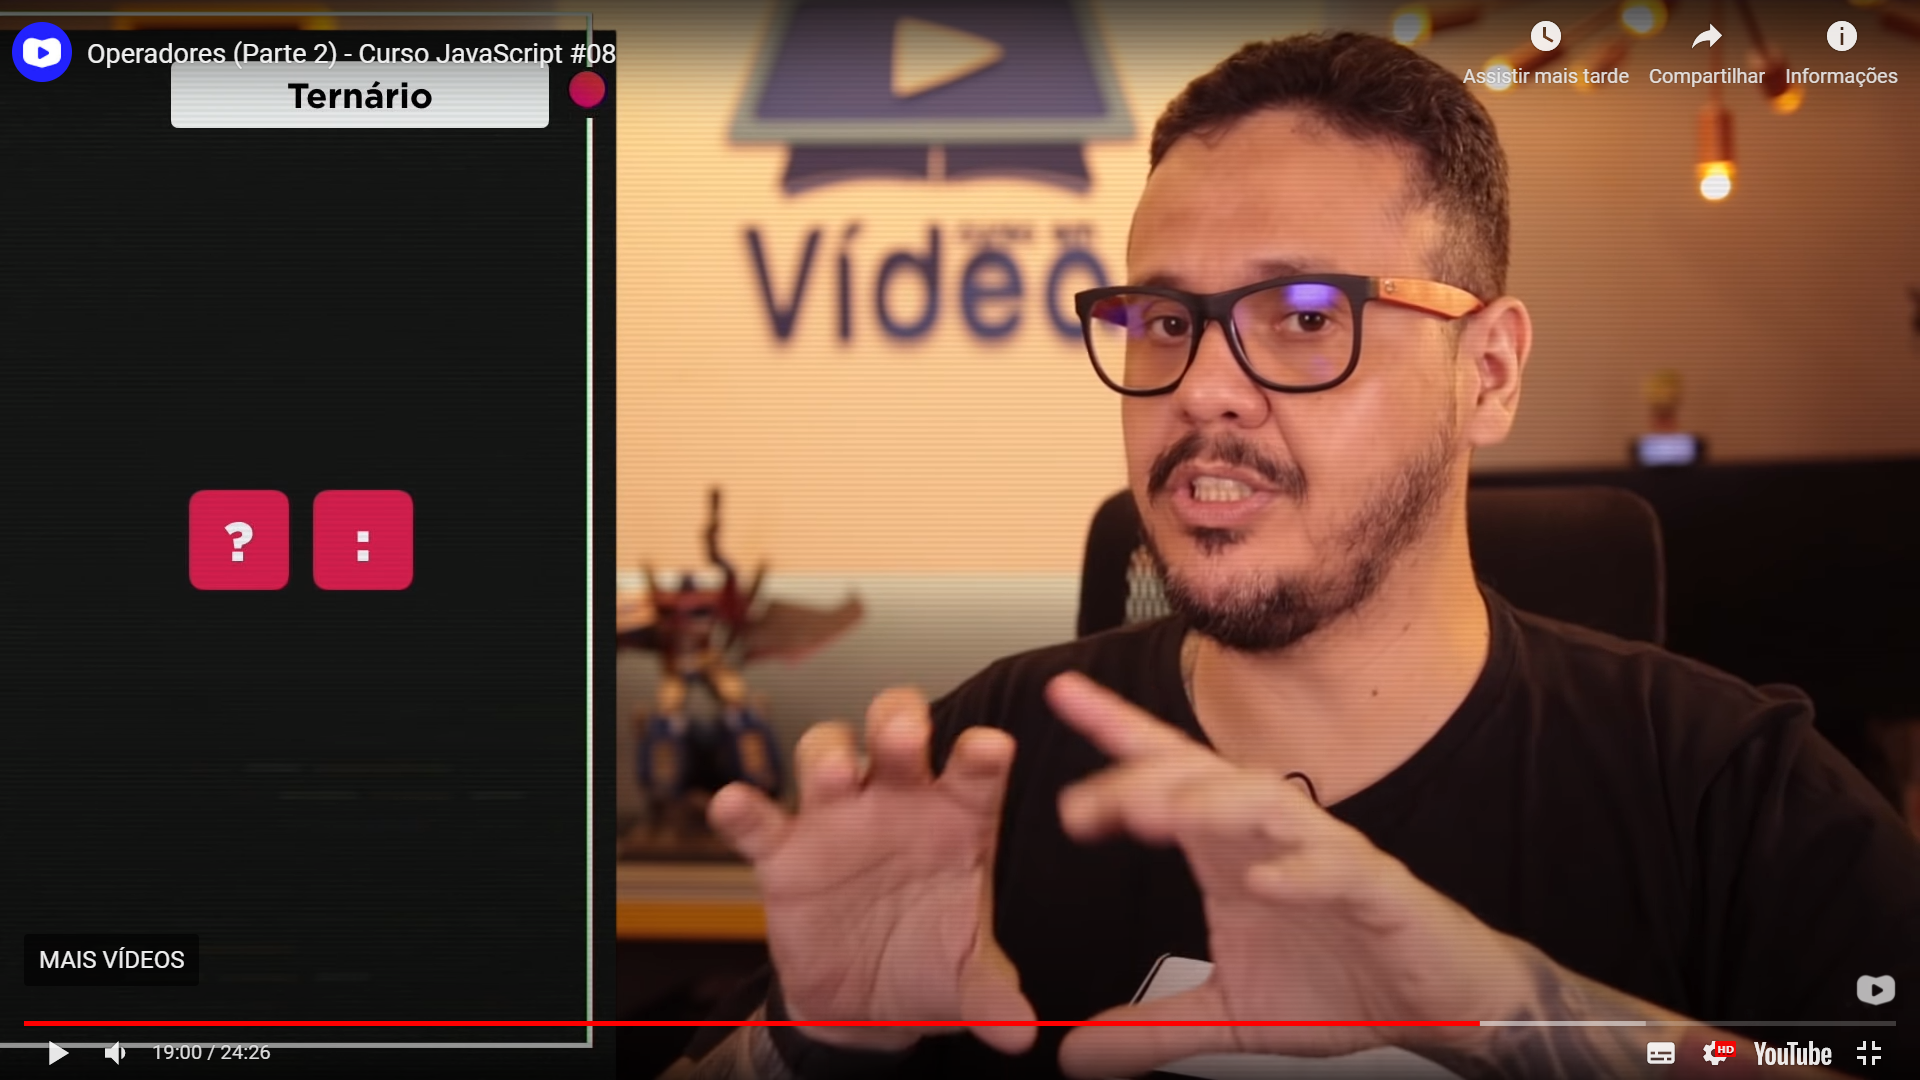 Operadores (Parte 2) - Curso JavaScript #08
Assistir mais tarde
Compartilhar
Informações
Ternário
Vídeo
? :
MAIS VÍDEOS
19:00 / 24:26
HD
YouTube